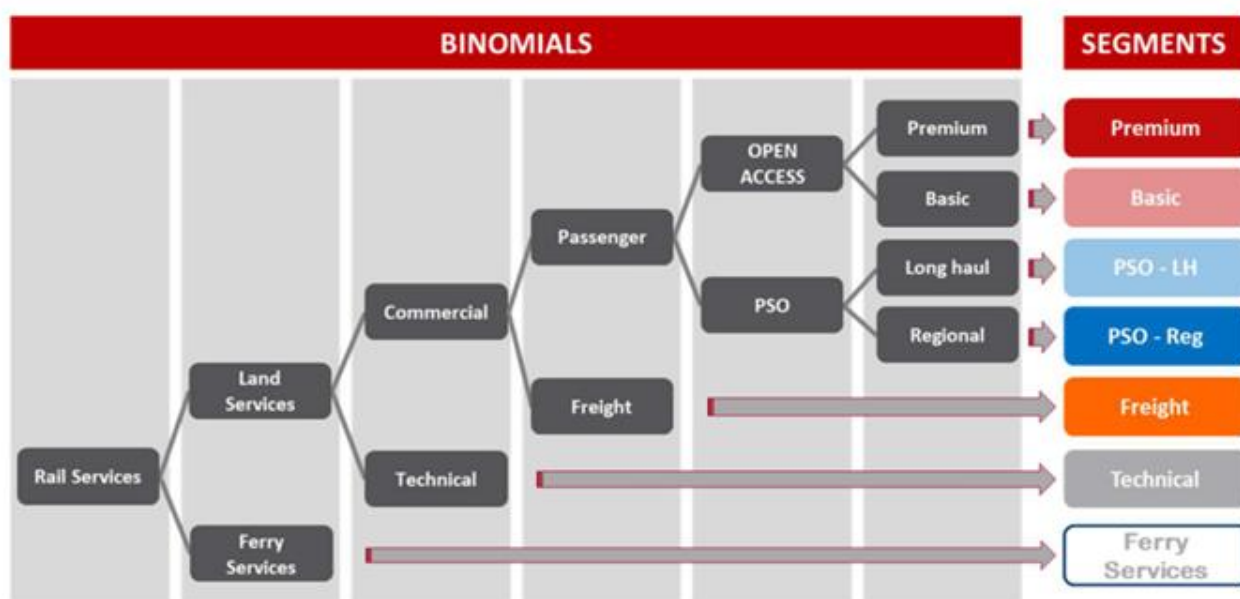 BINOMIALS
SEGMENTS
Premium
Premium
OPEN
ACCESS
Basic
Basic
Passenger
Long haul
PSO - LH
PSO
Commercial
Regional
PSO - Reg
Land
Services
Freight
Freight
Rail Services
Technical
Technical
Ferry
Services
Ferry
Services